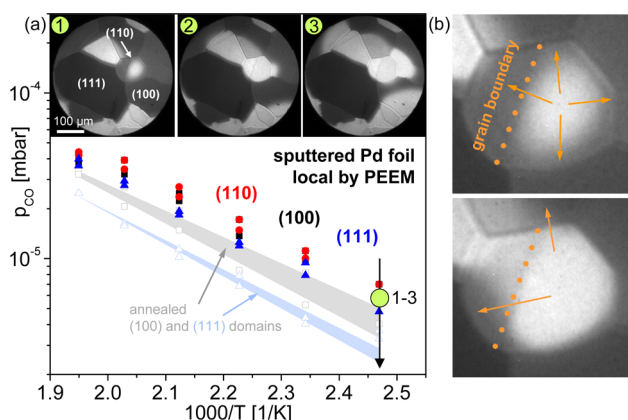 (a)
1
(110)
(111)
(100)
100 µm
2
3
10⁻⁴
10⁻⁵
p_CO [mbar]
sputtered Pd foil
local by PEEM
(110)
(100)
(111)
1-3
annealed
(100) and (111) domains
1.9 2.0 2.1 2.2 2.3 2.4 2.5
1000/T [1/K]
(b)
grain boundary